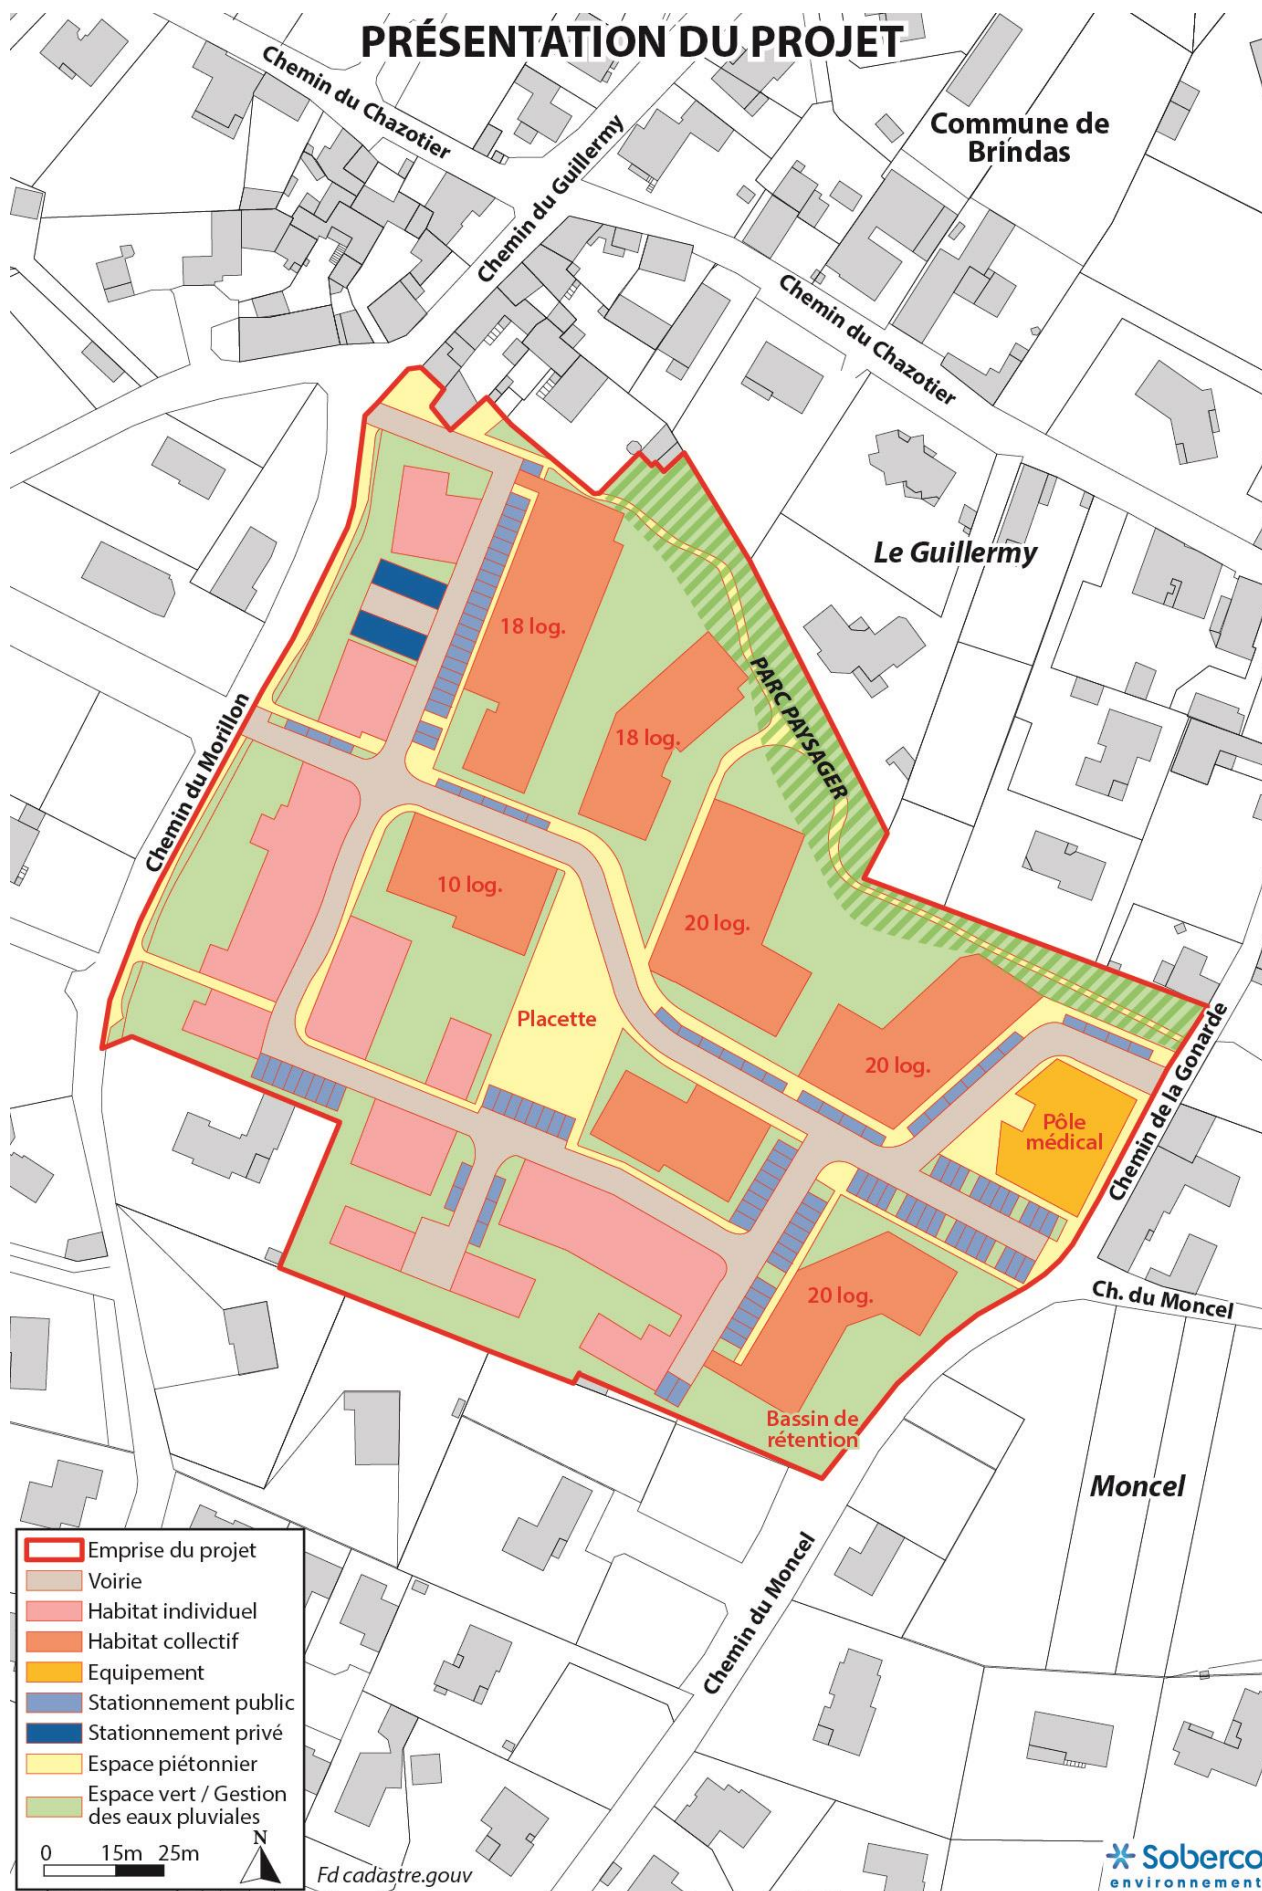 PRÉSENTATION DU PROJET
Chemin du Chazotier
Chemin du Guillermy
Commune de
Brindas
Chemin du Chazotier
Le Guillermy
18 log.
18 log.
PARC PAYSAGER
Chemin du Morillon
10 log.
20 log.
Placette
20 log.
Pôle
médical
Chemin de la Gonarde
20 log.
Ch. du Moncel
Bassin de
rétention
Moncel
Chemin du Moncel
Emprise du projet
Voirie
Habitat individuel
Habitat collectif
Equipement
Stationnement public
Stationnement privé
Espace piétonnier
Espace vert / Gestion
des eaux pluviales
0 15m 25m
N
Fd cadastre.gouv
Soberco
environnement